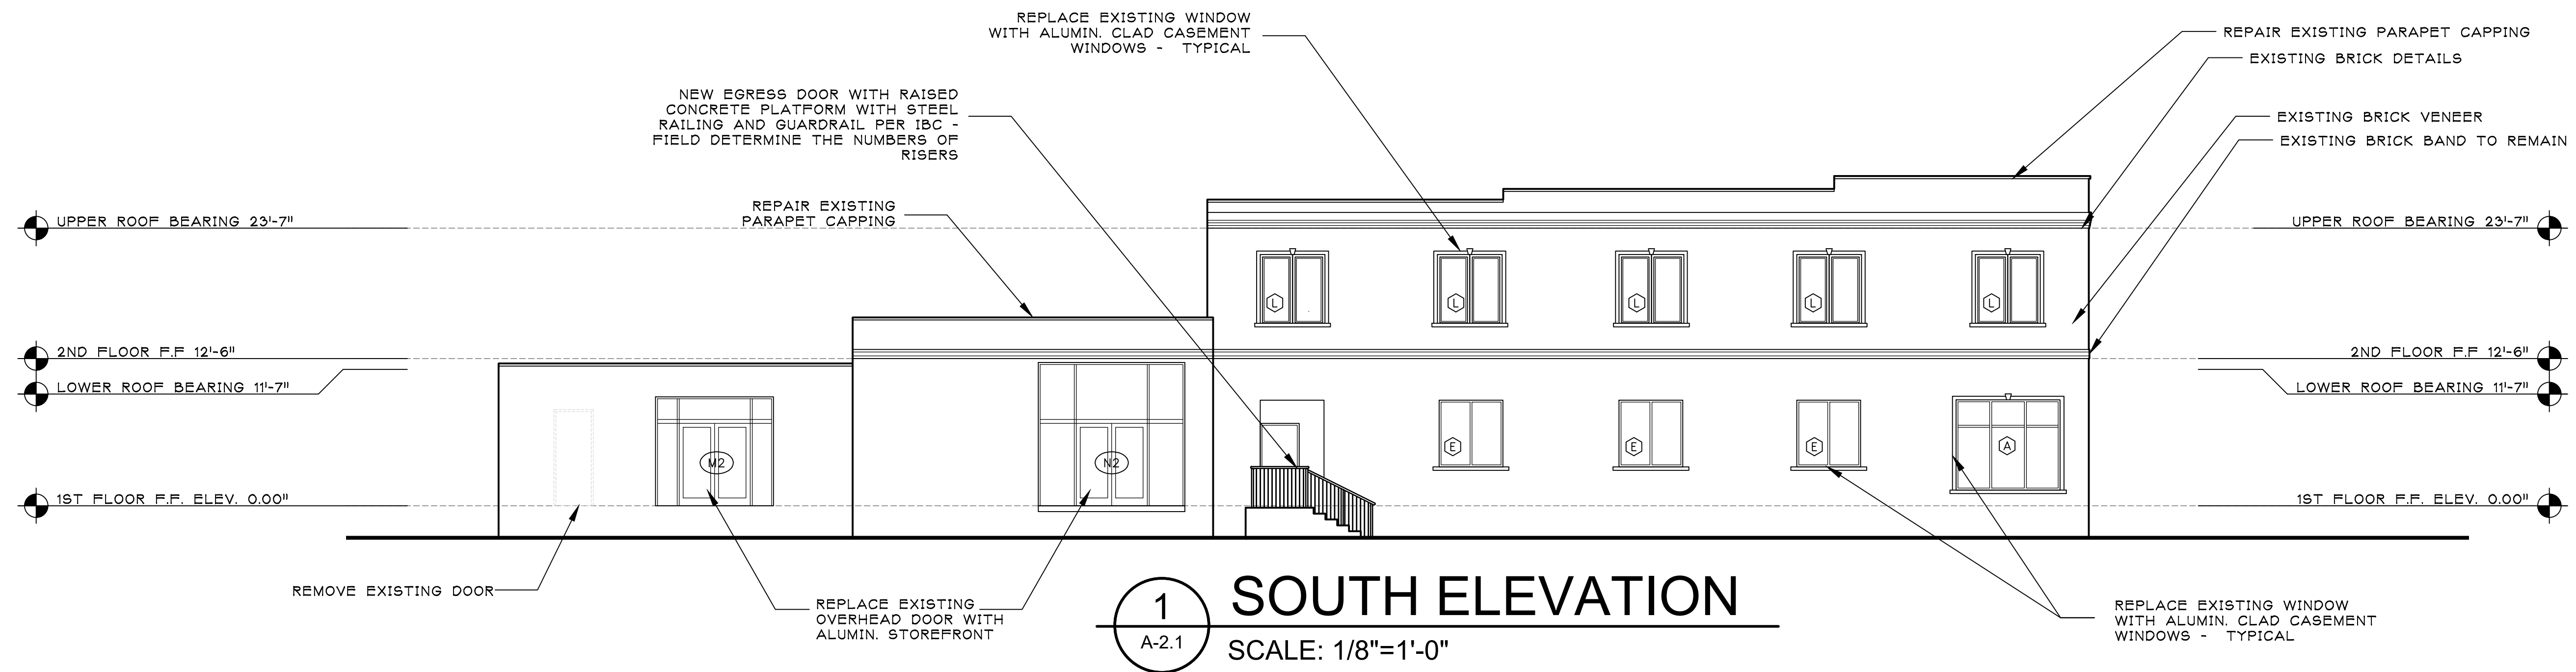 REPLACE EXISTING WINDOW
WITH ALUMIN. CLAD CASEMENT
WINDOWS - TYPICAL
REPAIR EXISTING PARAPET CAPPING
EXISTING BRICK DETAILS
NEW EGRESS DOOR WITH RAISED
CONCRETE PLATFORM WITH STEEL
RAILING AND GUARDRAIL PER IBC -
FIELD DETERMINE THE NUMBERS OF
RISERS
EXISTING BRICK VENEER
EXISTING BRICK BAND TO REMAIN
REPAIR EXISTING
PARAPET CAPPING
UPPER ROOF BEARING 23'-7"
UPPER ROOF BEARING 23'-7"
L
L
L
L
L
2ND FLOOR F.F 12'-6"
2ND FLOOR F.F 12'-6"
LOWER ROOF BEARING 11'-7"
LOWER ROOF BEARING 11'-7"
E
E
E
A
M2
N2
1ST FLOOR F.F. ELEV. 0.00"
1ST FLOOR F.F. ELEV. 0.00"
REMOVE EXISTING DOOR
REPLACE EXISTING
OVERHEAD DOOR WITH
ALUMIN. STOREFRONT
1
A-2.1
SOUTH ELEVATION
SCALE: 1/8"=1'-0"
REPLACE EXISTING WINDOW
WITH ALUMIN. CLAD CASEMENT
WINDOWS - TYPICAL